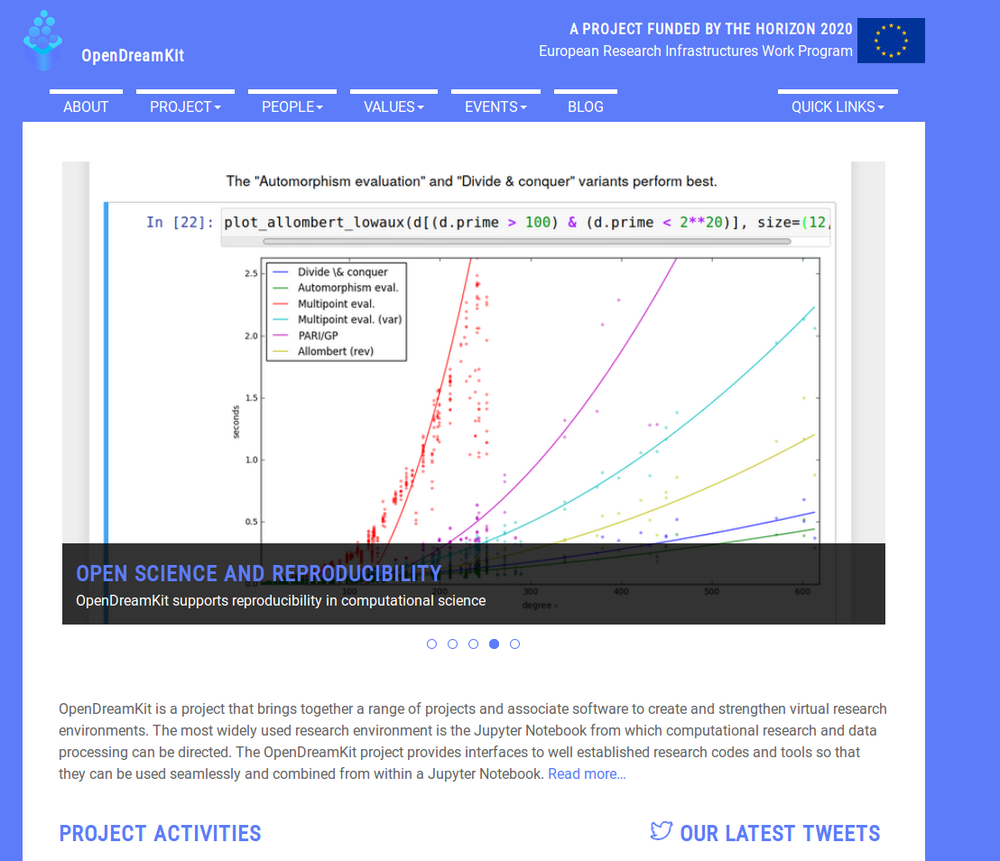 OpenDreamKit
A PROJECT FUNDED BY THE HORIZON 2020
European Research Infrastructures Work Program
ABOUT PROJECT PEOPLE VALUES EVENTS BLOG QUICK LINKS
The "Automorphism evaluation" and "Divide & conquer" variants perform best.
In [22]: plot_allombert_lowaux(d[(d.prime > 100) & (d.prime < 2**20)], size=(12,
Divide \& conquer
Automorphism eval.
Multipoint eval.
Multipoint eval. (var)
PARI/GP
Allombert (rev)
2.5
2.0
1.5
1.0
0.5
0.0
seconds
100 200 300 400 500 600
degree r
OPEN SCIENCE AND REPRODUCIBILITY
OpenDreamKit supports reproducibility in computational science
OpenDreamKit is a project that brings together a range of projects and associate software to create and strengthen virtual research
environments. The most widely used research environment is the Jupyter Notebook from which computational research and data
processing can be directed. The OpenDreamKit project provides interfaces to well established research codes and tools so that
they can be used seamlessly and combined from within a Jupyter Notebook. Read more...
PROJECT ACTIVITIES
OUR LATEST TWEETS